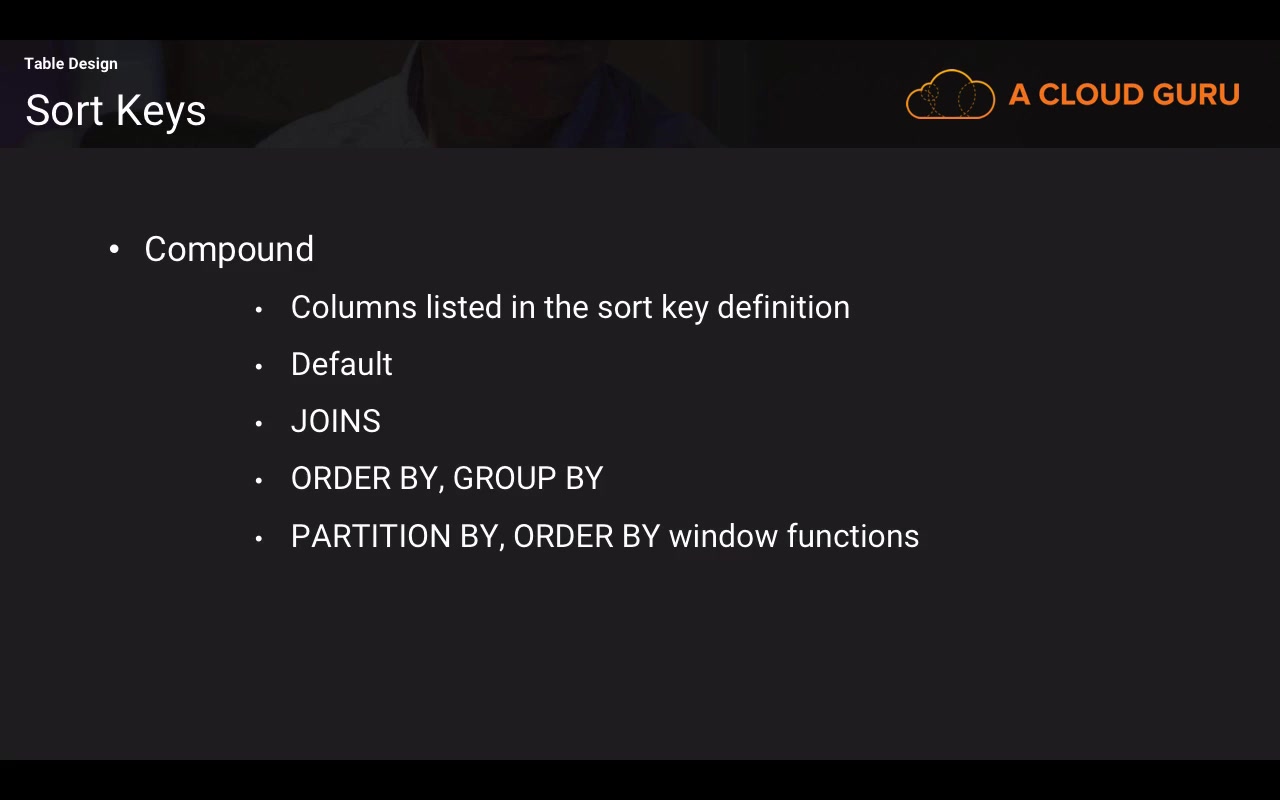 Table Design
Sort Keys
A CLOUD GURU
• Compound
• Columns listed in the sort key definition
• Default
• JOINS
• ORDER BY, GROUP BY
• PARTITION BY, ORDER BY window functions